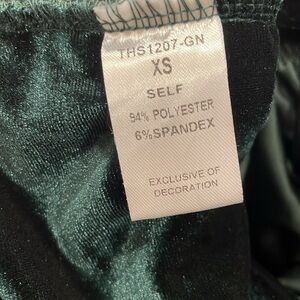 THS1207-GN
XS
SELF
94% POLYESTER
6%SPANDEX
EXCLUSIVE OF
DECORATION